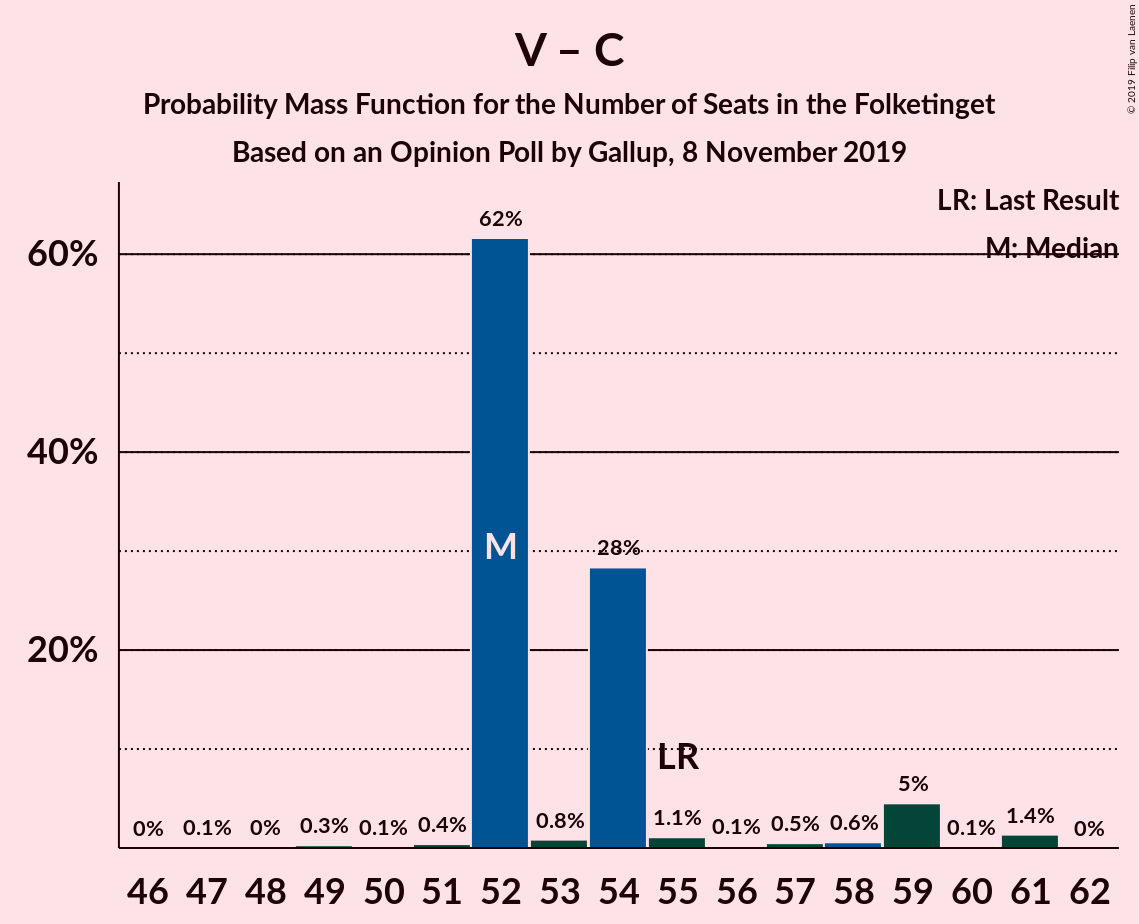 V – C
Probability Mass Function for the Number of Seats in the Folketinget
Based on an Opinion Poll by Gallup, 8 November 2019
© 2019 Filip van Laenen
LR: Last Result
M: Median
60%
40%
20%
62%
M
28%
LR
0% 0.1% 0% 0.3% 0.1% 0.4% 0.8% 1.1% 0.1% 0.5% 0.6% 5% 0.1% 1.4% 0%
46 47 48 49 50 51 52 53 54 55 56 57 58 59 60 61 62